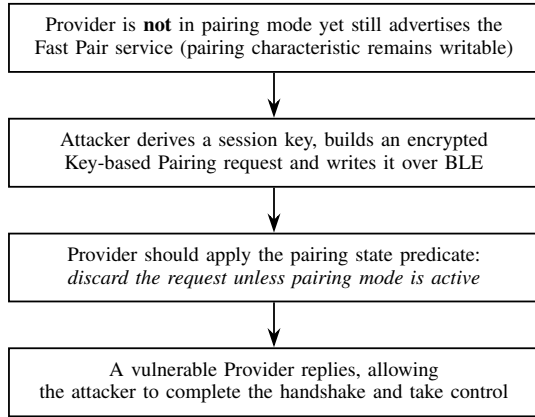 Provider is not in pairing mode yet still advertises the
Fast Pair service (pairing characteristic remains writable)
Attacker derives a session key, builds an encrypted
Key-based Pairing request and writes it over BLE
Provider should apply the pairing state predicate:
discard the request unless pairing mode is active
A vulnerable Provider replies, allowing
the attacker to complete the handshake and take control